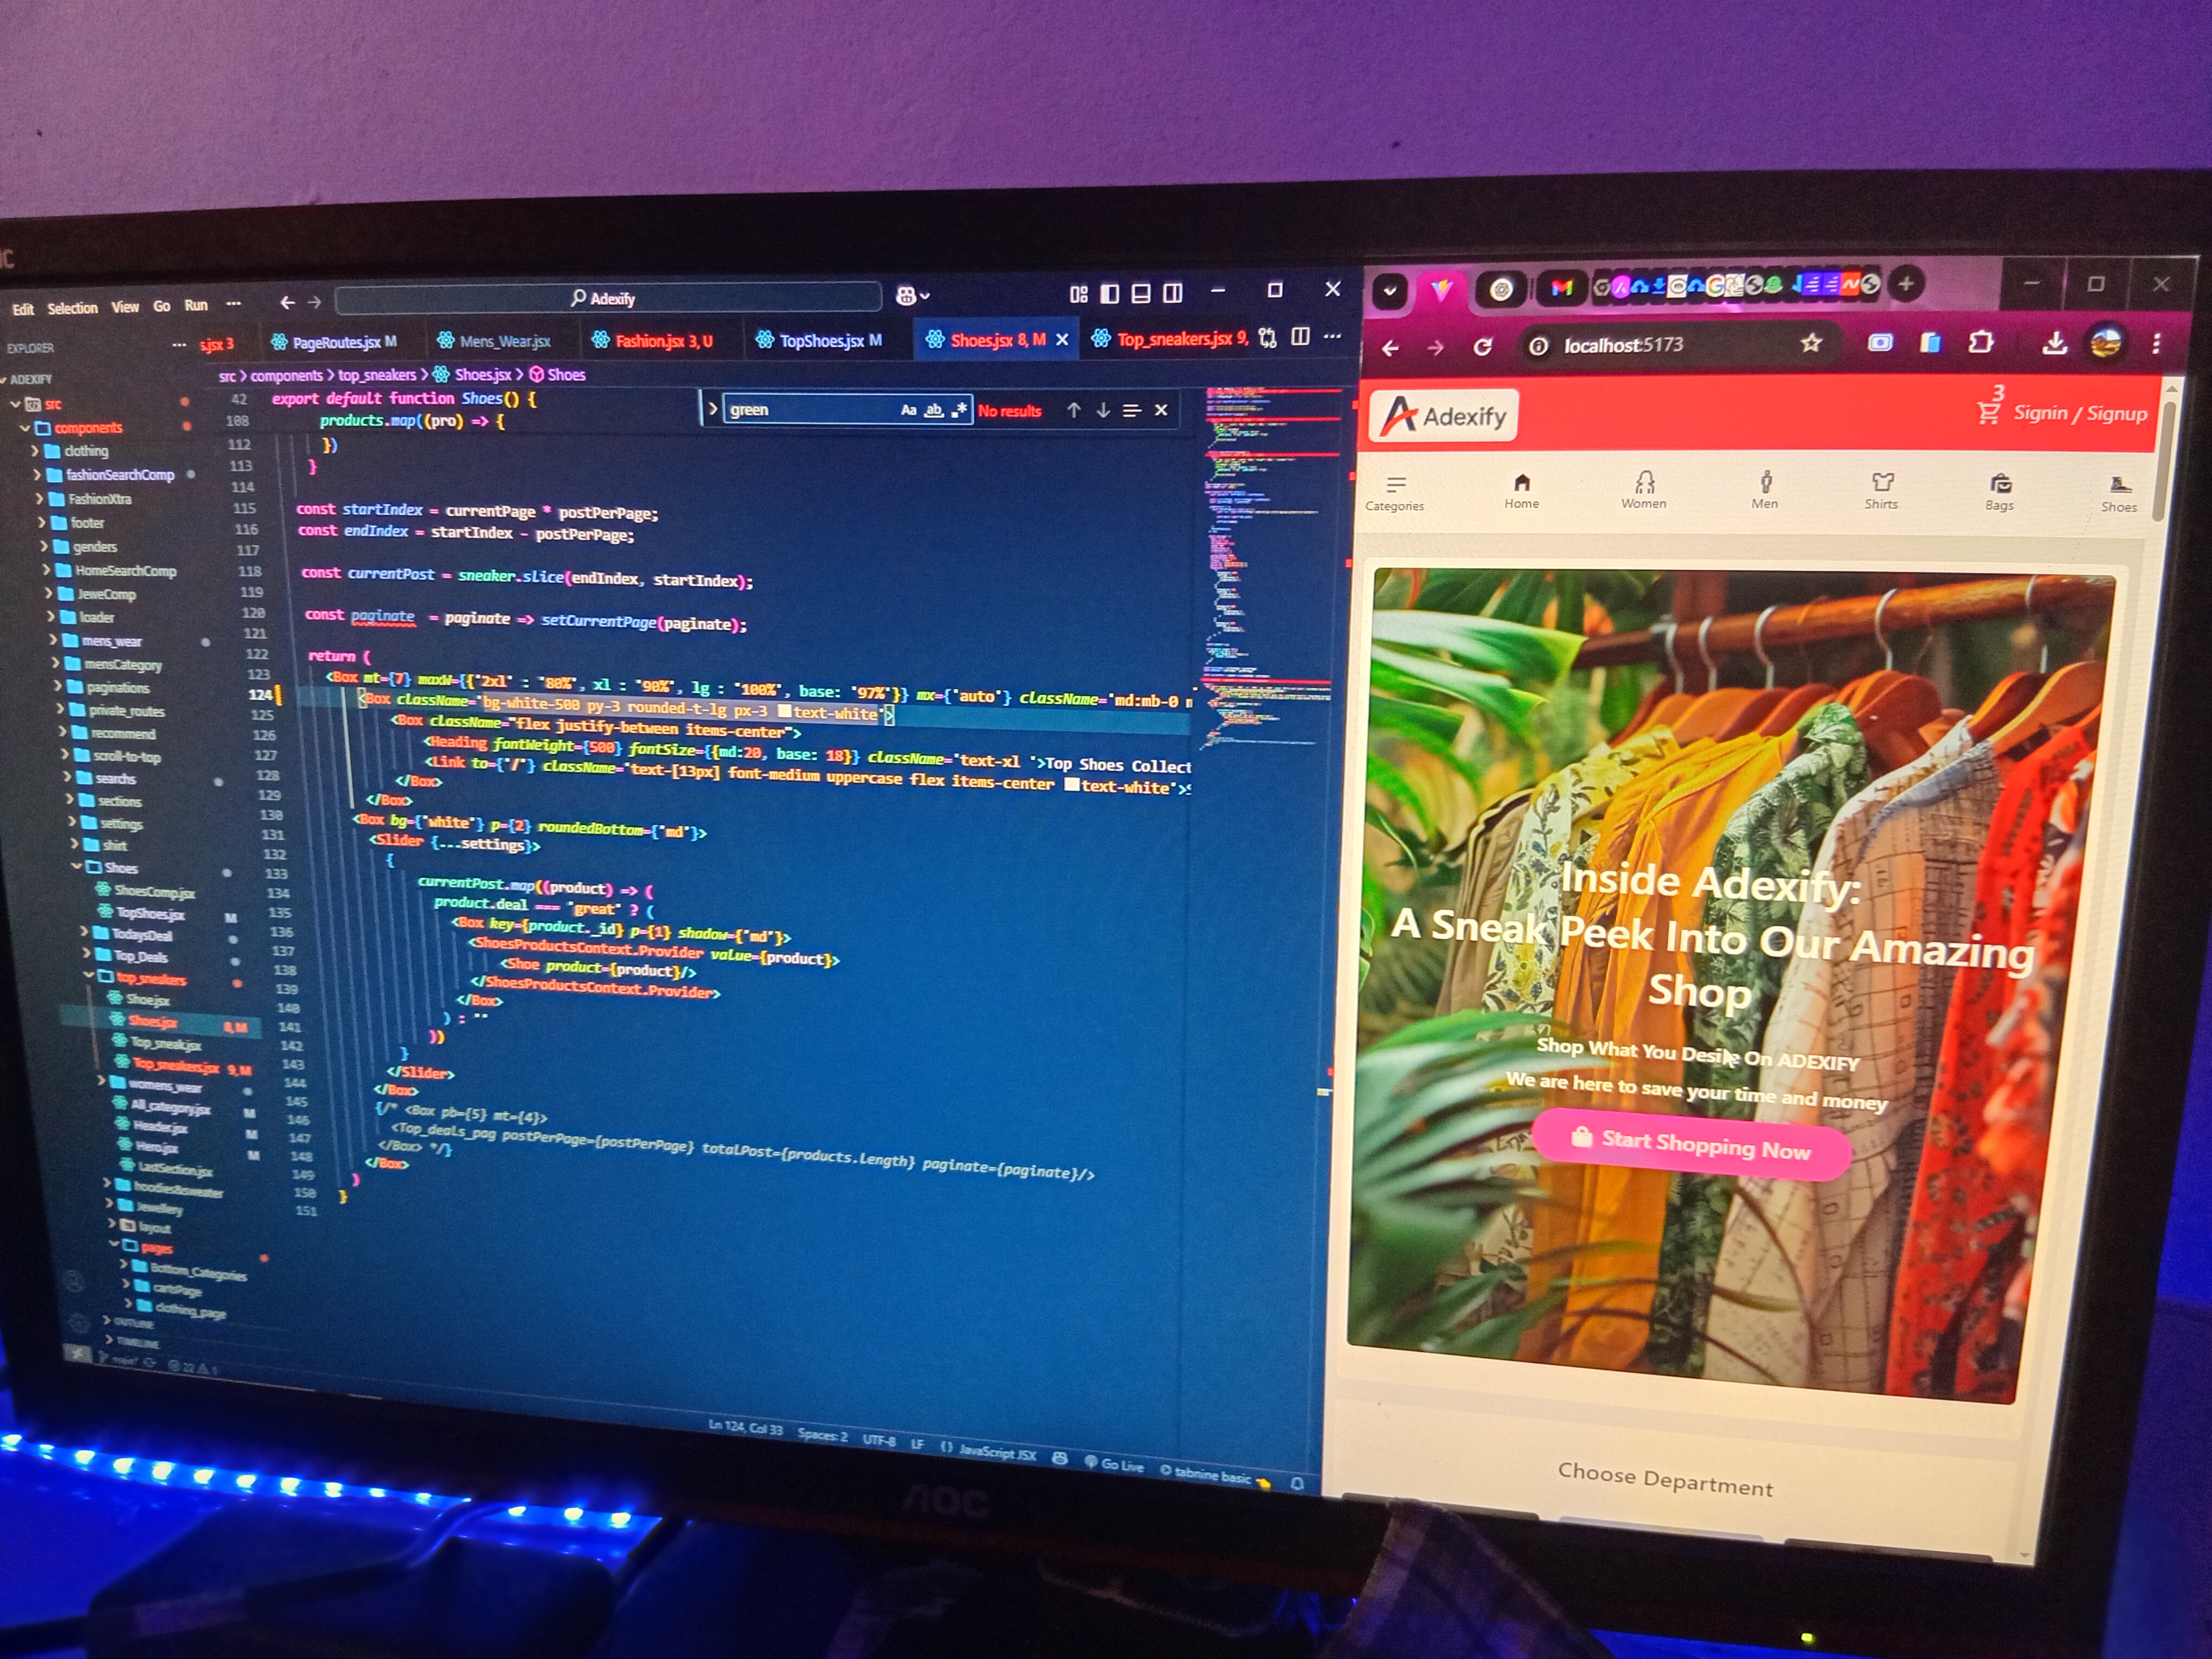 Edit Selection View Go Run ··· Adexify
EXPLORER ···
s.jsx 3 PageRoutes.jsx M Mens_Wear.jsx Fashion.jsx 3, U TopShoes.jsx M Shoes.jsx 8, M Top_sneakers.jsx 9,
src > components > top_sneakers > Shoes.jsx > Shoes
green Aa ab No results
ADEXIFY
src
components
clothing
fashionSearchComp
FashionXtra
footer
genders
HomeSearchComp
JeweComp
loader
mens_wear
mensCategory
paginations
private_routes
recommend
scroll-to-top
searchs
sections
settings
shirt
Shoes
ShoesComp.jsx
TopShoes.jsx M
TodaysDeal
Top_Deals
top_sneakers
Shoe.jsx
Shoes.jsx 8, M
Top_sneak.jsx
Top_sneakers.jsx 9, M
womens_wear
All_category.jsx M
Header.jsx M
Hero.jsx M
LastSection.jsx
hoodies&sweater
Jewellery
layout
pages
Bottom_Categories
cartsPage
clothing_page
OUTLINE
TIMELINE
42 export default function Shoes() {
108 products.map((pro) => {
112 })
113 }
114
115 const startIndex = currentPage * postPerPage;
116 const endIndex = startIndex - postPerPage;
117
118 const currentPost = sneaker.slice(endIndex, startIndex);
119
120 const paginate = paginate => setCurrentPage(paginate);
121
122 return (
123 <Box mt={7} maxW={{'2xl' : '80%', xl : '90%', lg : '100%', base: '97%'}} mx={'auto'} className='md:mb-0 m
124 <Box className="bg-white-500 py-3 rounded-t-lg px-3 text-white">
125 <Box className="flex justify-between items-center">
126 <Heading fontWeight={500} fontSize={{md:20, base: 18}} className="text-xl ">Top Shoes Collect
127 <Link to={"/"} className="text-[13px] font-medium uppercase flex items-center text-white">S
128 </Box>
129 </Box>
130 <Box bg={"white"} p={2} roundedBottom={"md"}>
131 <Slider {...settings}>
132 {
133 currentPost.map((product) => (
134 product.deal === "great" ? (
135 <Box key={product._id} p={1} shadow={"md"}>
136 <ShoesProductsContext.Provider value={product}>
137 <Shoe product={product}/>
138 </ShoesProductsContext.Provider>
139 </Box>
140 ) : ""
141 ))
142 }
143 </Slider>
144 </Box>
145 {/* <Box pb={5} mt={4}>
146 <Top_deals_pag postPerPage={postPerPage} totalPost={products.length} paginate={paginate}/>
147 </Box> */}
148 </Box>
149 )
150 }
151
main* 22 1
Ln 124, Col 33 Spaces: 2 UTF-8 LF {} JavaScript JSX Go Live tabnine basic
AOC
localhost:5173
Adexify
3
Signin / Signup
Categories Home Women Men Shirts Bags Shoes
Inside Adexify:
A Sneak Peek Into Our Amazing
Shop
Shop What You Desire On ADEXIFY
We are here to save your time and money
Start Shopping Now
Choose Department